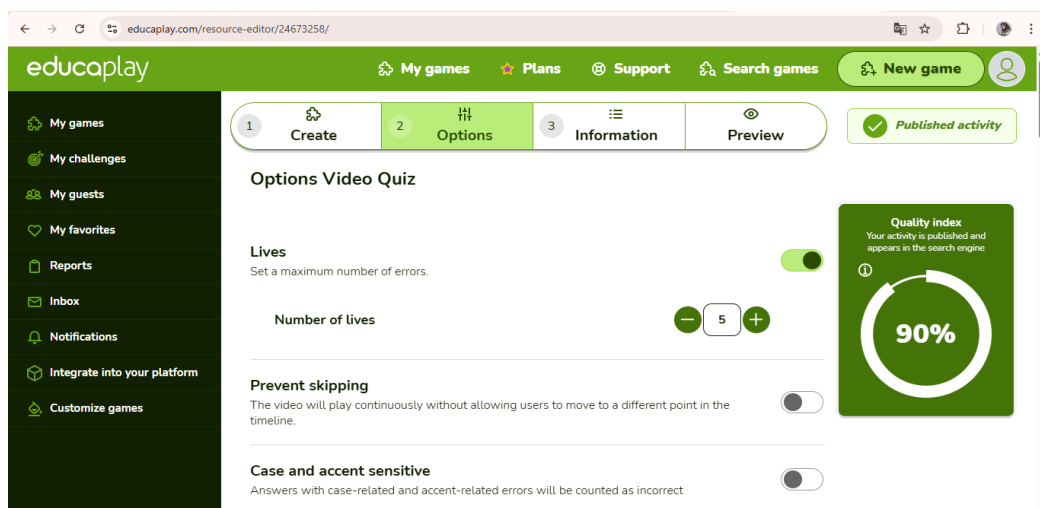 educaplay.com/resource-editor/24673258/
educaplay
My games
Plans
Support
Search games
New game
My games
My challenges
My guests
My favorites
Reports
Inbox
Notifications
Integrate into your platform
Customize games
1 Create
2 Options
3 Information
Preview
Published activity
Options Video Quiz
Lives
Set a maximum number of errors.
Number of lives
5
Prevent skipping
The video will play continuously without allowing users to move to a different point in the
timeline.
Case and accent sensitive
Answers with case-related and accent-related errors will be counted as incorrect
Quality index
Your activity is published and
appears in the search engine
90%